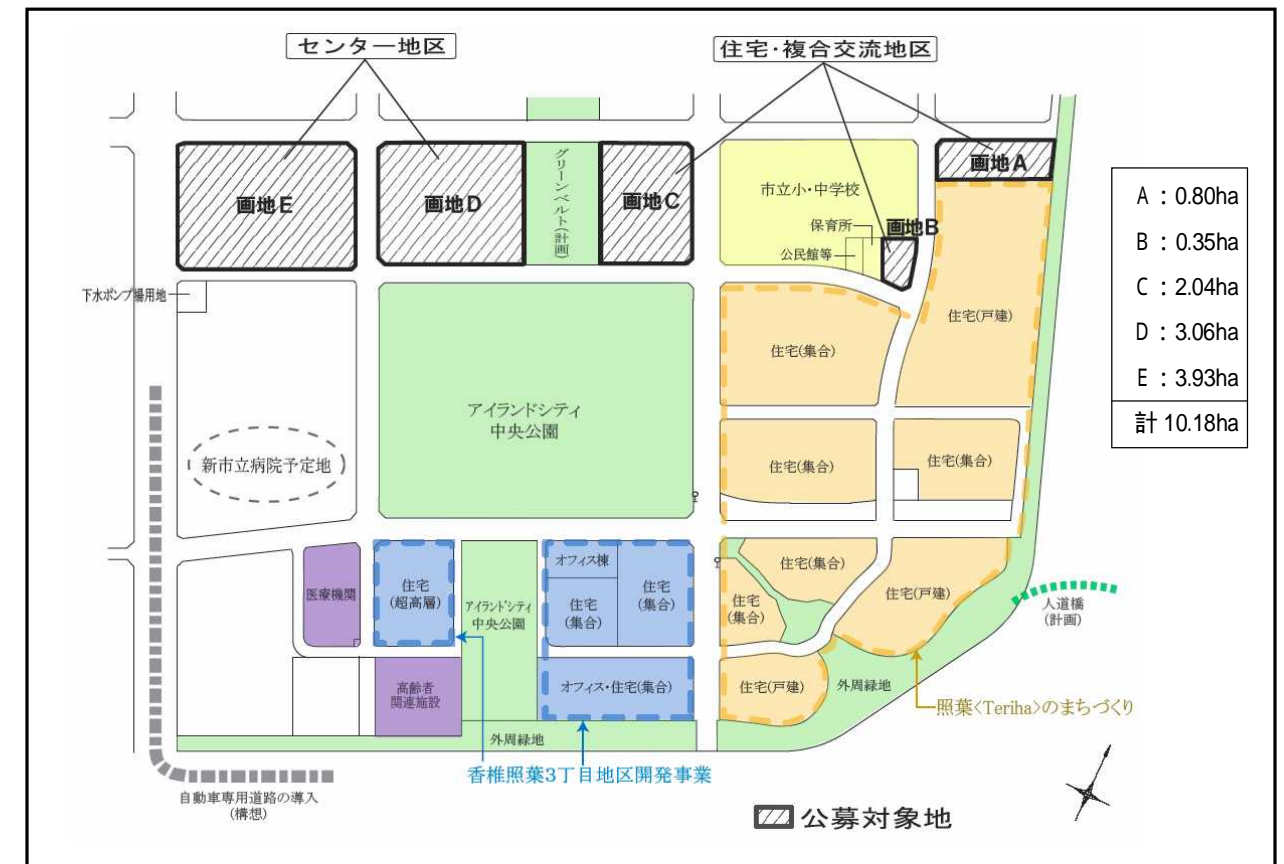 センター地区
住宅・複合交流地区
画地E
画地D
グリーンベルト(計画)
画地C
市立小・中学校
保育所
公民館等
画地B
画地A
A：0.80ha
B：0.35ha
C：2.04ha
D：3.06ha
E：3.93ha
計 10.18ha
下水ポンプ場用地
住宅(戸建)
住宅(集合)
アイランドシティ
中央公園
新市立病院予定地
住宅(集合)
住宅(集合)
医療機関
住宅
(超高層)
アイランドシティ
中央公園
オフィス棟
住宅
(集合)
住宅
(集合)
住宅(集合)
住宅
(集合)
住宅(戸建)
人道橋
(計画)
高齢者
関連施設
オフィス・住宅(集合)
住宅(戸建)
外周緑地
照葉<Teriha>のまちづくり
外周緑地
香椎照葉3丁目地区開発事業
自動車専用道路の導入
(構想)
公募対象地